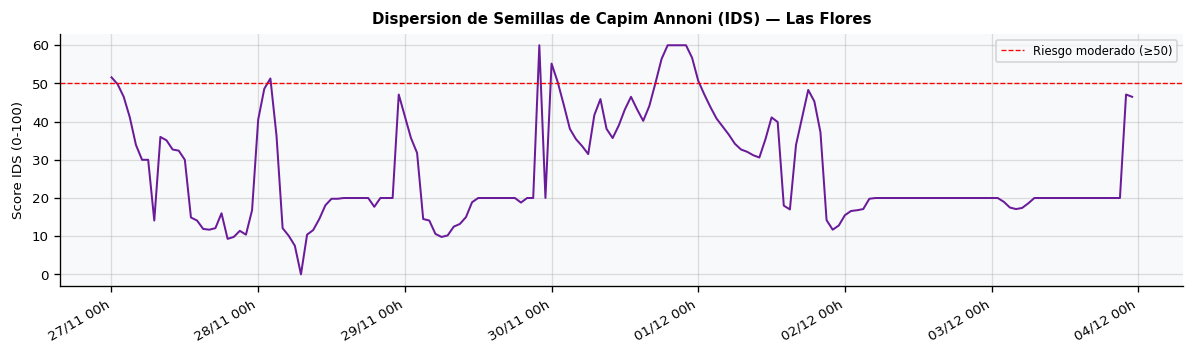 Dispersion de Semillas de Capim Annoni (IDS) — Las Flores
Riesgo moderado (≥50)
Score IDS (0-100)
60
50
40
30
20
10
0
27/11 00h
28/11 00h
29/11 00h
30/11 00h
01/12 00h
02/12 00h
03/12 00h
04/12 00h